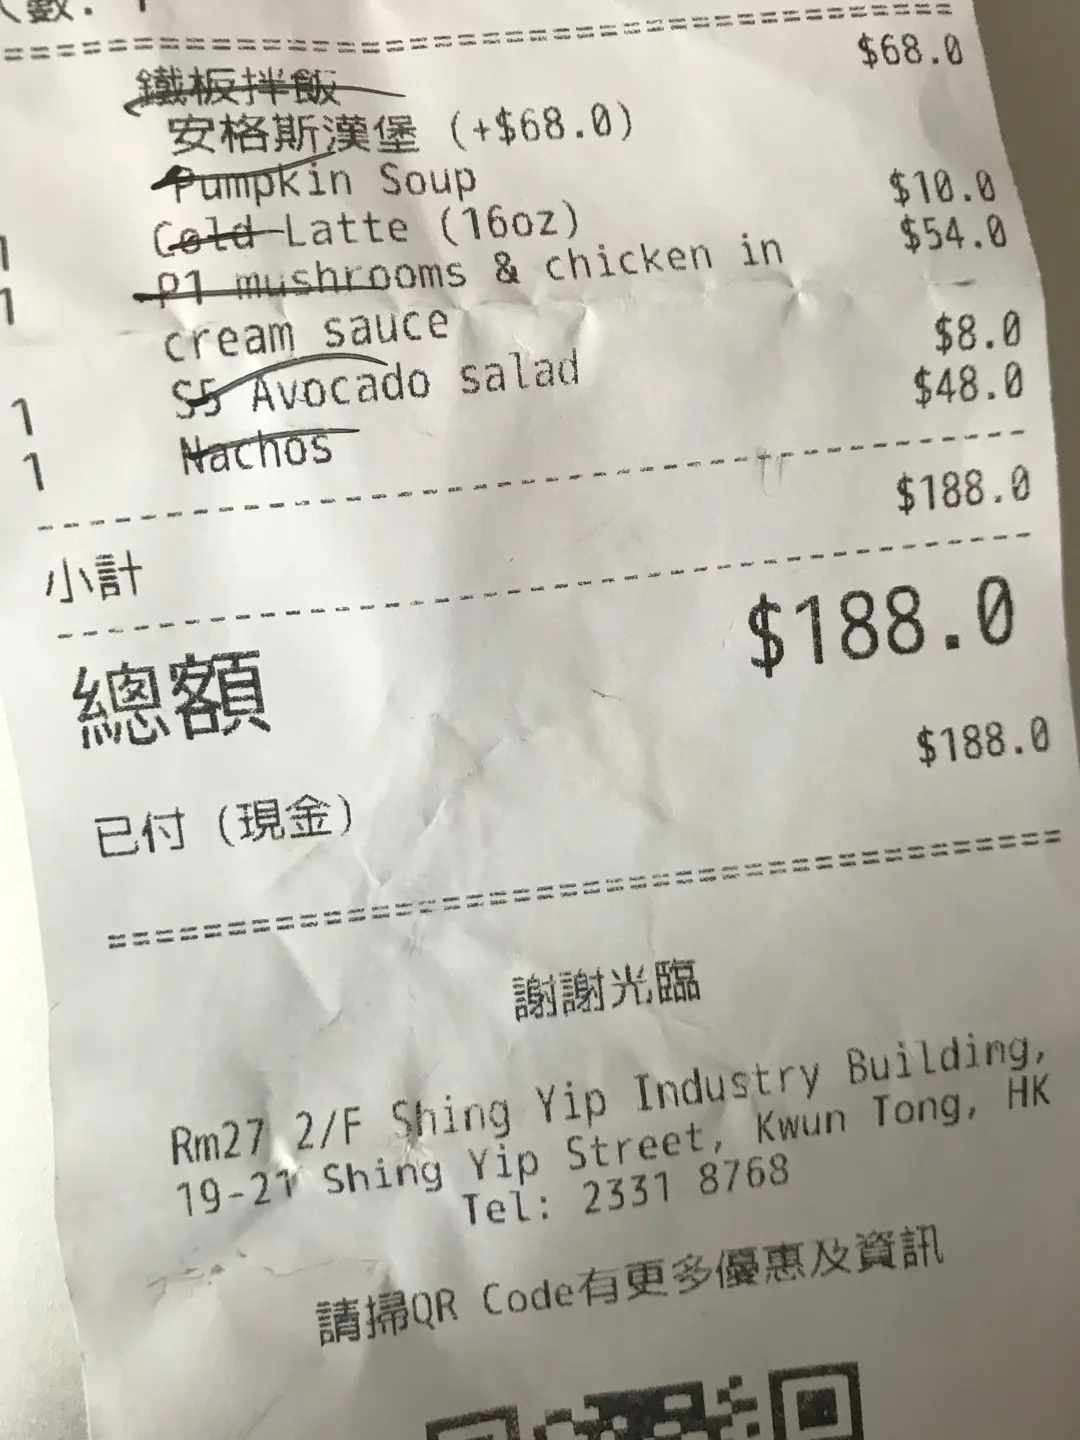 人數: 1
鐵板拌飯 $68.0
安格斯漢堡 (+$68.0)
Pumpkin Soup
1 Cold Latte (16oz) $10.0
1 P1 mushrooms & chicken in $54.0
cream sauce
1 S5 Avocado salad $8.0
1 Nachos $48.0
小計 $188.0
總額 $188.0
已付 (現金) $188.0
謝謝光臨
Rm27 2/F Shing Yip Industry Building,
19-21 Shing Yip Street, Kwun Tong, HK
Tel: 2331 8768
請掃QR Code有更多優惠及資訊